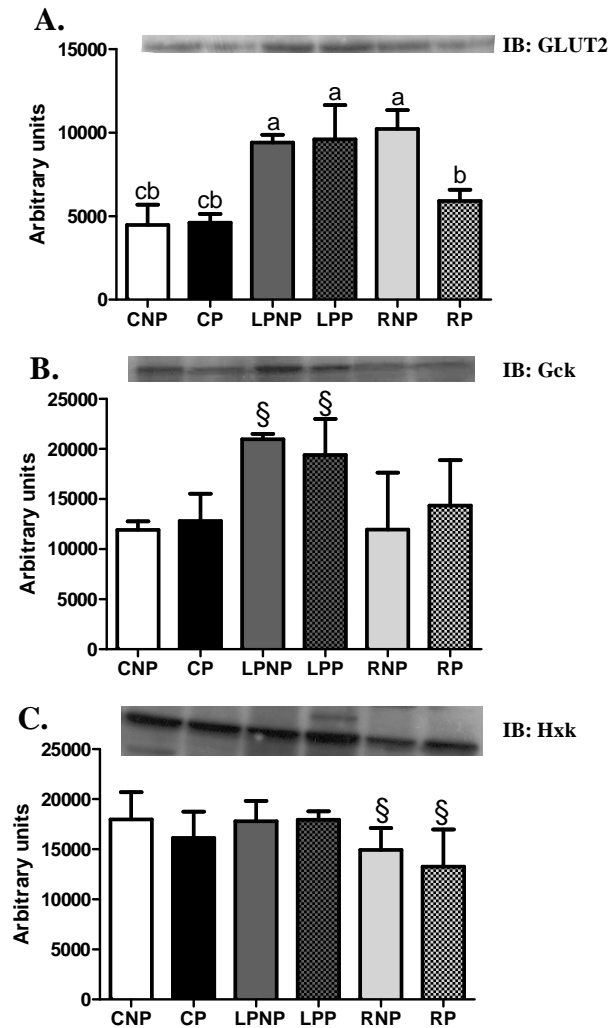 A.
IB: GLUT2
15000
10000
5000
0
Arbitrary units
cb cb a a a b
CNP CP LPNP LPP RNP RP
B.
IB: Gck
25000
20000
15000
10000
5000
0
Arbitrary units
§ §
CNP CP LPNP LPP RNP RP
C.
IB: Hxk
25000
20000
15000
10000
5000
0
Arbitrary units
§ §
CNP CP LPNP LPP RNP RP